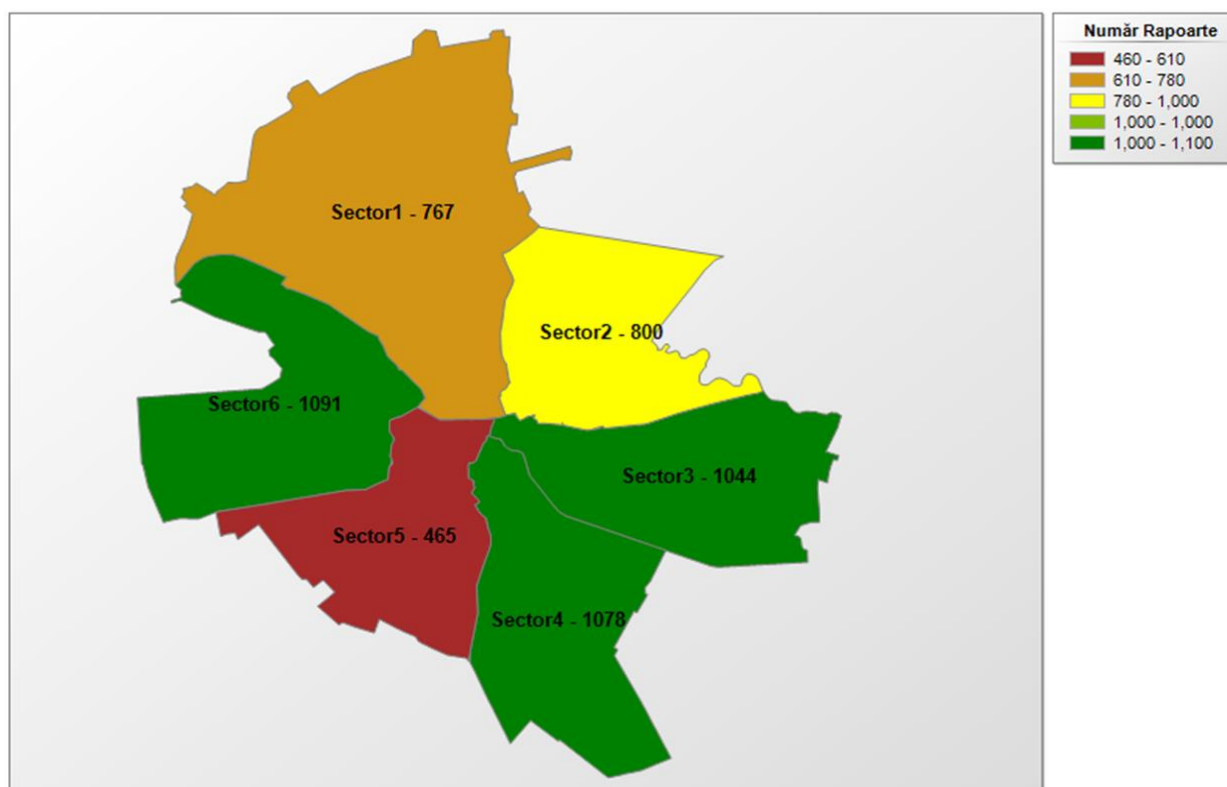 Număr Rapoarte
460 - 610
610 - 780
780 - 1,000
1,000 - 1,000
1,000 - 1,100
Sector1 - 767
Sector2 - 800
Sector6 - 1091
Sector3 - 1044
Sector5 - 465
Sector4 - 1078